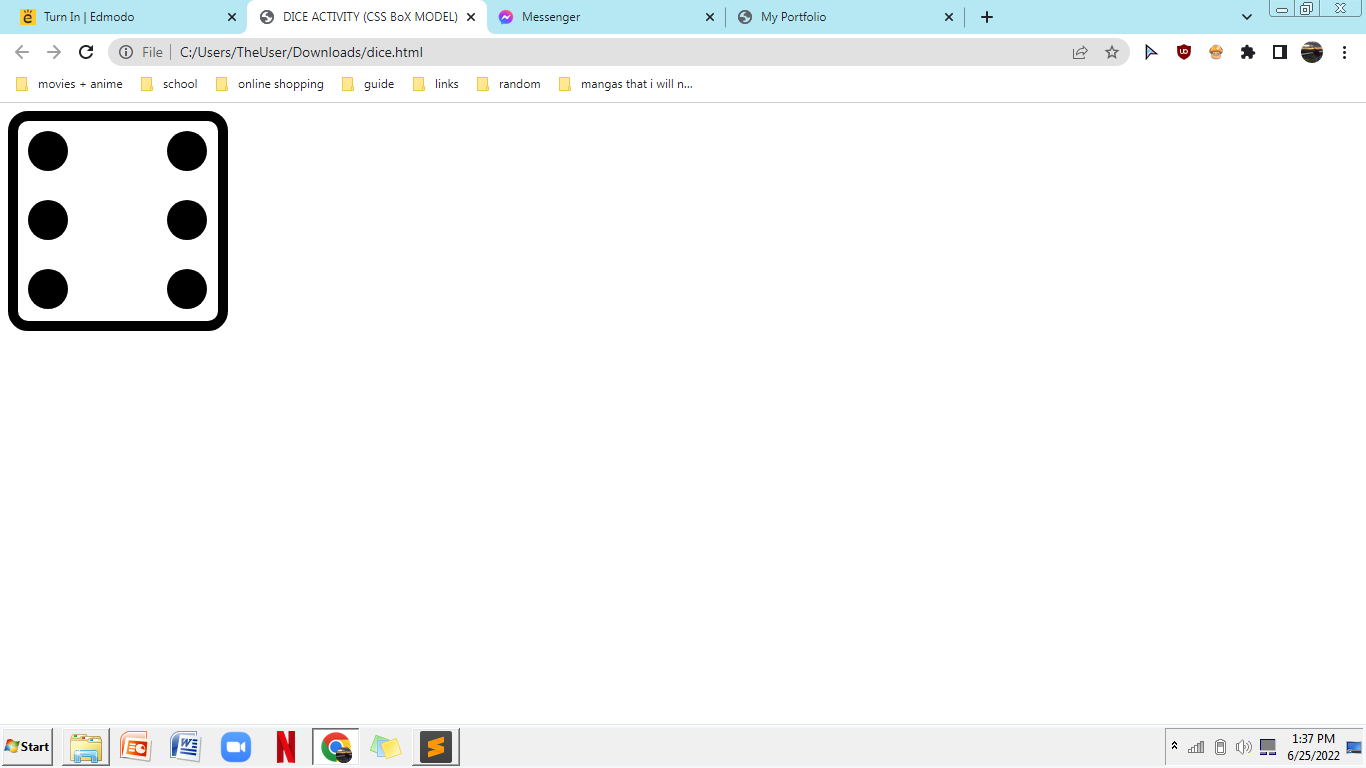 Turn In | Edmodo
DICE ACTIVITY (CSS BoX MODEL)
Messenger
My Portfolio
File
C:/Users/TheUser/Downloads/dice.html
movies + anime
school
online shopping
guide
links
random
mangas that i will n...
Start
1:37 PM
6/25/2022